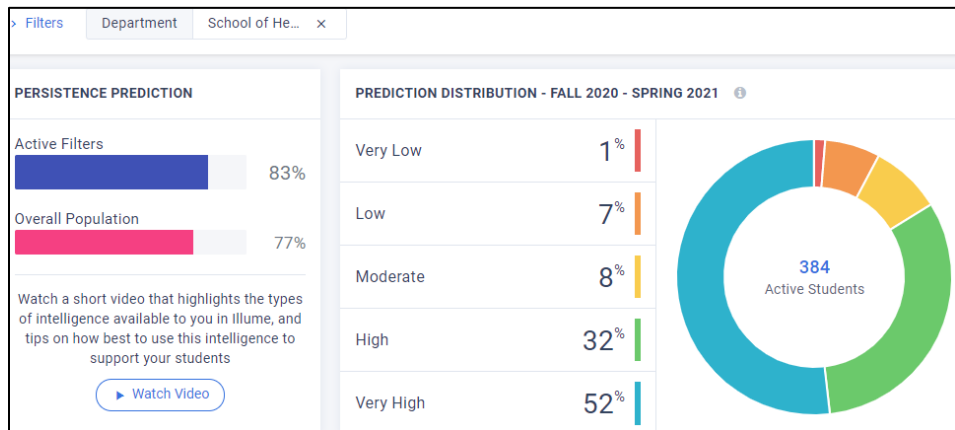 Filters
Department
School of He... ×
PERSISTENCE PREDICTION
Active Filters
83%
Overall Population
77%
Watch a short video that highlights the types
of intelligence available to you in Illume, and
tips on how best to use this intelligence to
support your students
Watch Video
PREDICTION DISTRIBUTION - FALL 2020 - SPRING 2021
Very Low 1%
Low 7%
Moderate 8%
High 32%
Very High 52%
384
Active Students